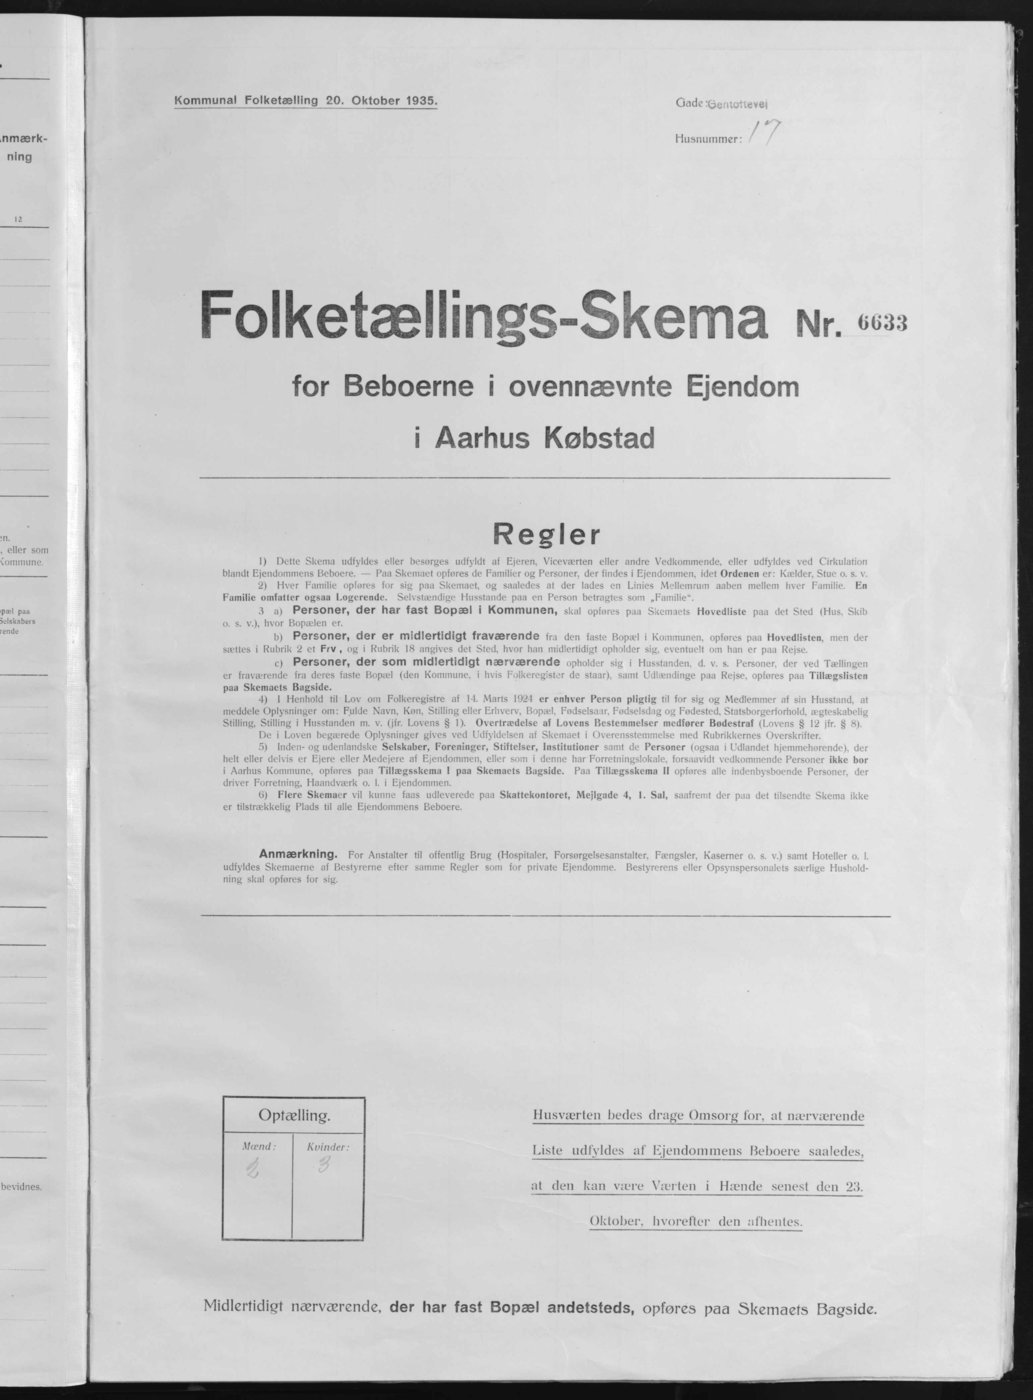 nmærk-
ning
12
en.
, eller som
Kommune.
opæl paa
Selskabers
rende
bevidnes.
Kommunal Folketælling 20. Oktober 1935.
Gade: Gentoftevej
Husnummer: 17
Folketællings-Skema Nr. 6633
for Beboerne i ovennævnte Ejendom
i Aarhus Købstad
Regler
1) Dette Skema udfyldes eller besørges udfyldt af Ejeren, Viceværten eller andre Vedkommende, eller udfyldes ved Cirkulation
blandt Ejendommens Beboere. — Paa Skemaet opføres de Familier og Personer, der findes i Ejendommen, idet Ordenen er: Kælder, Stue o. s. v.
2) Hver Familie opføres for sig paa Skemaet, og saaledes at der lades en Linies Mellemrum aaben mellem hver Familie. En
Familie omfatter ogsaa Logerende. Selvstændige Husstande paa en Person betragtes som „Familie“.
3 a) Personer, der har fast Bopæl i Kommunen, skal opføres paa Skemaets Hovedliste paa det Sted (Hus, Skib
o. s. v.), hvor Bopælen er.
b) Personer, der er midlertidigt fraværende fra den faste Bopæl i Kommunen, opføres paa Hovedlisten, men der
sættes i Rubrik 2 et Frv, og i Rubrik 18 angives det Sted, hvor han midlertidigt opholder sig, eventuelt om han er paa Rejse.
c) Personer, der som midlertidigt nærværende opholder sig i Husstanden, d. v. s. Personer, der ved Tællingen
er fraværende fra deres faste Bopæl (den Kommune, i hvis Folkeregister de staar), samt Udlændinge paa Rejse, opføres paa Tillægslisten
paa Skemaets Bagside.
4) I Henhold til Lov om Folkeregistre af 14. Marts 1924 er enhver Person pligtig til for sig og Medlemmer af sin Husstand, at
meddele Oplysninger om: Fulde Navn, Køn, Stilling eller Erhverv, Bopæl, Fødselsaar, Fødselsdag og Fødested, Statsborgerforhold, ægteskabelig
Stilling, Stilling i Husstanden m. v. (jfr. Lovens § 1). Overtrædelse af Lovens Bestemmelser medfører Bødestraf (Lovens § 12 jfr. § 8).
De i Loven begærede Oplysninger gives ved Udfyldelsen af Skemaet i Overensstemmelse med Rubrikkernes Overskrifter.
5) Inden- og udenlandske Selskaber, Foreninger, Stiftelser, Institutioner samt de Personer (ogsaa i Udlandet hjemmehørende), der
helt eller delvis er Ejere eller Medejere af Ejendommen, eller som i denne har Forretningslokale, forsaavidt vedkommende Personer ikke bor
i Aarhus Kommune, opføres paa Tillægsskema I paa Skemaets Bagside. Paa Tillægsskema II opføres alle indenbysboende Personer, der
driver Forretning, Haandværk o. l. i Ejendommen.
6) Flere Skemaer vil kunne faas udleverede paa Skattekontoret, Mejlgade 4, 1. Sal, saafremt der paa det tilsendte Skema ikke
er tilstrækkelig Plads til alle Ejendommens Beboere.
Anmærkning. For Anstalter til offentlig Brug (Hospitaler, Forsørgelsesanstalter, Fængsler, Kaserner o. s. v.) samt Hoteller o. l.
udfyldes Skemaerne af Bestyrerne efter samme Regler som for private Ejendomme. Bestyrerens eller Opsynspersonalets særlige Hushold-
ning skal opføres for sig.
Optælling.
Mænd: Kvinder:
2 3
Husværten bedes drage Omsorg for, at nærværende
Liste udfyldes af Ejendommens Beboere saaledes,
at den kan være Værten i Hænde senest den 23.
Oktober, hvorefter den afhentes.
Midlertidigt nærværende, der har fast Bopæl andetsteds, opføres paa Skemaets Bagside.